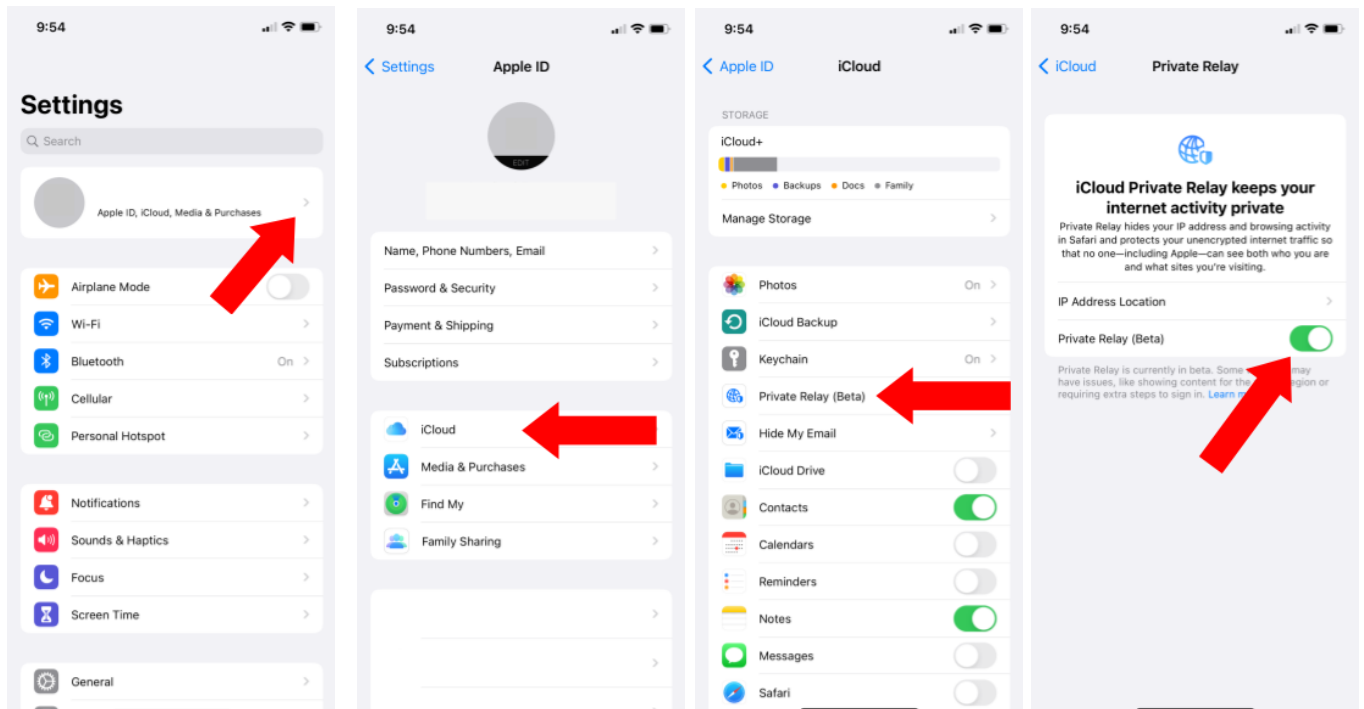 9:54
Settings
Search
Apple ID, iCloud, Media & Purchases
Airplane Mode
Wi-Fi
Bluetooth On
Cellular
Personal Hotspot
Notifications
Sounds & Haptics
Focus
Screen Time
General
9:54
Settings Apple ID
EDIT
Name, Phone Numbers, Email
Password & Security
Payment & Shipping
Subscriptions
iCloud
Media & Purchases
Find My
Family Sharing
9:54
Apple ID iCloud
STORAGE
iCloud+
Photos Backups Docs Family
Manage Storage
Photos On
iCloud Backup
Keychain On
Private Relay (Beta)
Hide My Email
iCloud Drive
Contacts
Calendars
Reminders
Notes
Messages
Safari
9:54
iCloud Private Relay
iCloud Private Relay keeps your
internet activity private
Private Relay hides your IP address and browsing activity
in Safari and protects your unencrypted internet traffic so
that no one—including Apple—can see both who you are
and what sites you're visiting.
IP Address Location
Private Relay (Beta)
Private Relay is currently in beta. Some may
have issues, like showing content for the region or
requiring extra steps to sign in. Learn